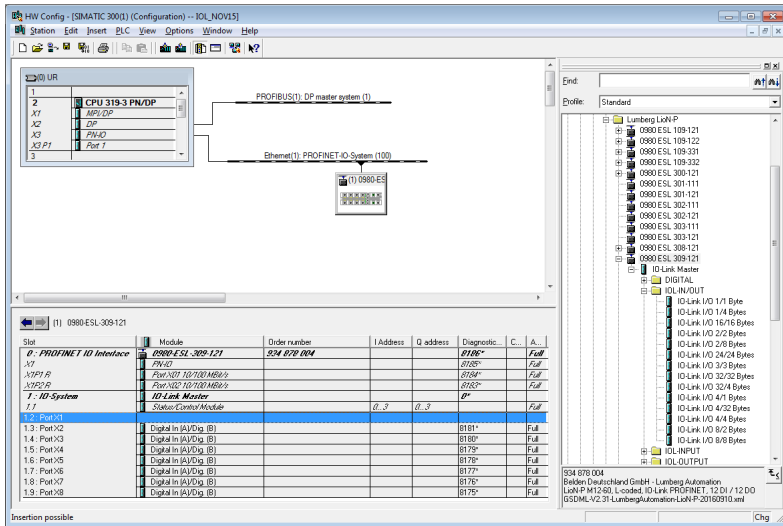 HW Config - [SIMATIC 300(1) (Configuration) -- IOL_NOV15]
Station Edit Insert PLC View Options Window Help
(0) UR
1
2 CPU 319-3 PN/DP
X1 MPI/DP
X2 DP
X3 PN-IO
X3 P1 Port 1
3
PROFIBUS(1): DP master system (1)
Ethernet(1): PROFINET-IO-System (100)
(1) 0980-ES
Find:
Profile: Standard
Lumberg LioN-P
0980 ESL 109-121
0980 ESL 109-122
0980 ESL 109-331
0980 ESL 109-332
0980 ESL 300-121
0980 ESL 301-111
0980 ESL 301-121
0980 ESL 302-111
0980 ESL 302-121
0980 ESL 303-111
0980 ESL 303-121
0980 ESL 308-121
0980 ESL 309-121
IO-Link Master
DIGITAL
IOL-IN/OUT
IO-Link I/O 1/1 Byte
IO-Link I/O 1/4 Bytes
IO-Link I/O 16/16 Bytes
IO-Link I/O 2/2 Bytes
IO-Link I/O 2/8 Bytes
IO-Link I/O 24/24 Bytes
IO-Link I/O 3/3 Bytes
IO-Link I/O 32/32 Bytes
IO-Link I/O 32/4 Bytes
IO-Link I/O 4/1 Bytes
IO-Link I/O 4/32 Bytes
IO-Link I/O 4/4 Bytes
IO-Link I/O 8/2 Bytes
IO-Link I/O 8/8 Bytes
IOL-INPUT
IOL-OUTPUT
934 878 004
Belden Deutschland GmbH - Lumberg Automation
LioN-P M12-60, L-coded, IO-Link PROFINET, 12 DI / 12 DO
GSDML-V2.31-LumbergAutomation-LioN-P-20160910.xml
(1) 0980-ESL-309-121
Slot Module Order number I Address Q address Diagnostic... C... A...
0 : PROFINET IO Interface 0980-ESL-309-121 934 878 004 8186* Full
X1 PN-IO 8185* Full
X1P1 R Port X01 10/100 MBit/s 8184* Full
X1P2 R Port X02 10/100 MBit/s 8183* Full
1 : IO-System IO-Link Master 0*
1.1 Status/Control Module 0...3 0...3 Full
1.2 : Port X1
1.3 : Port X2 Digital In (A)/Dig. (B) 8181* Full
1.4 : Port X3 Digital In (A)/Dig. (B) 8180* Full
1.5 : Port X4 Digital In (A)/Dig. (B) 8179* Full
1.6 : Port X5 Digital In (A)/Dig. (B) 8178* Full
1.7 : Port X6 Digital In (A)/Dig. (B) 8177* Full
1.8 : Port X7 Digital In (A)/Dig. (B) 8176* Full
1.9 : Port X8 Digital In (A)/Dig. (B) 8175* Full
Insertion possible
Chg